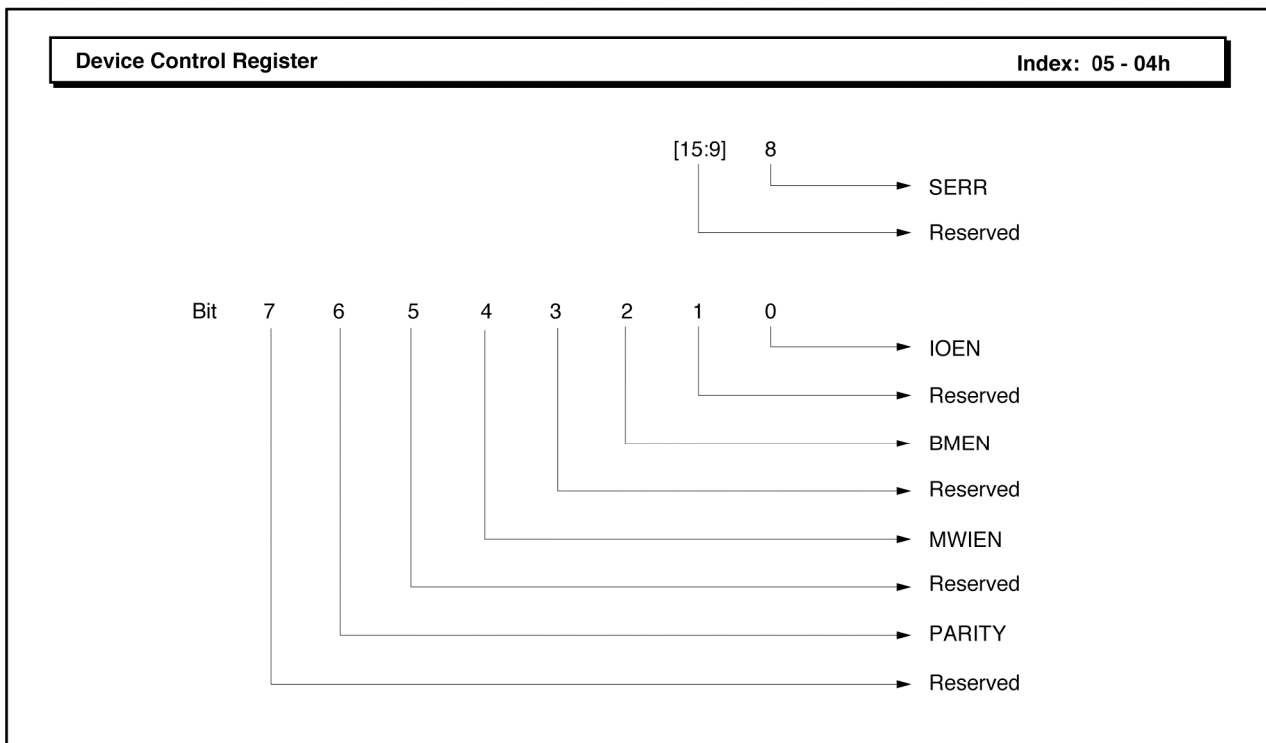 Device Control Register Index: 05 - 04h
[15:9] 8
SERR
Reserved
Bit 7 6 5 4 3 2 1 0
IOEN
Reserved
BMEN
Reserved
MWIEN
Reserved
PARITY
Reserved